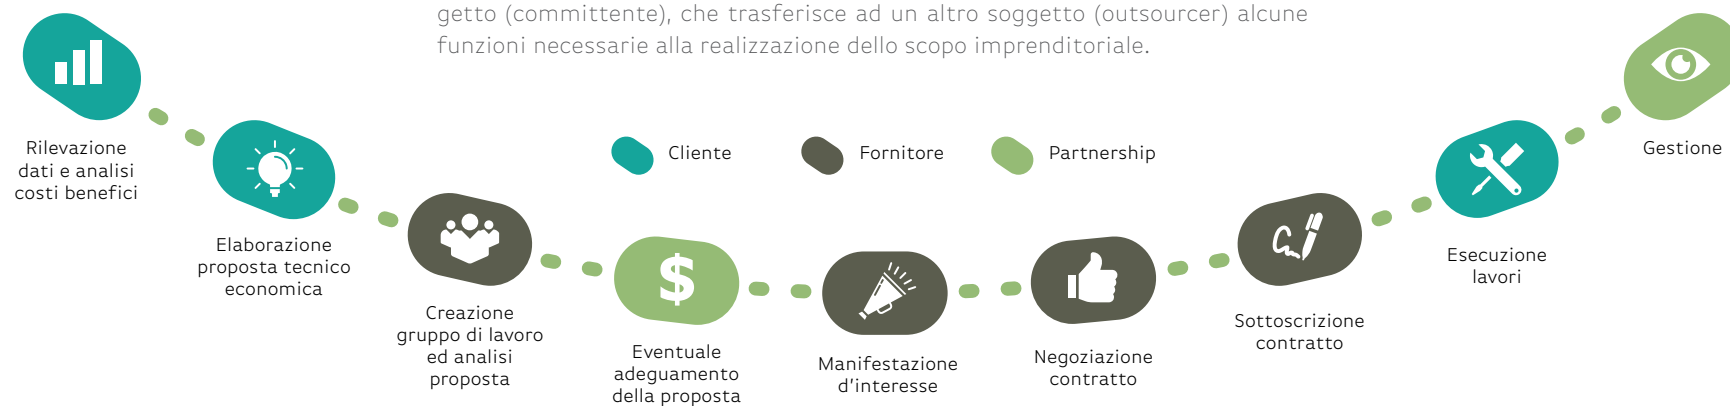 getto (committente), che trasferisce ad un altro soggetto (outsourcer) alcune
funzioni necessarie alla realizzazione dello scopo imprenditoriale.
Cliente
Fornitore
Partnership
Rilevazione
dati e analisi
costi benefici
Elaborazione
proposta tecnico
economica
Creazione
gruppo di lavoro
ed analisi
proposta
$
Eventuale
adeguamento
della proposta
Manifestazione
d'interesse
Negoziazione
contratto
Sottoscrizione
contratto
Esecuzione
lavori
Gestione